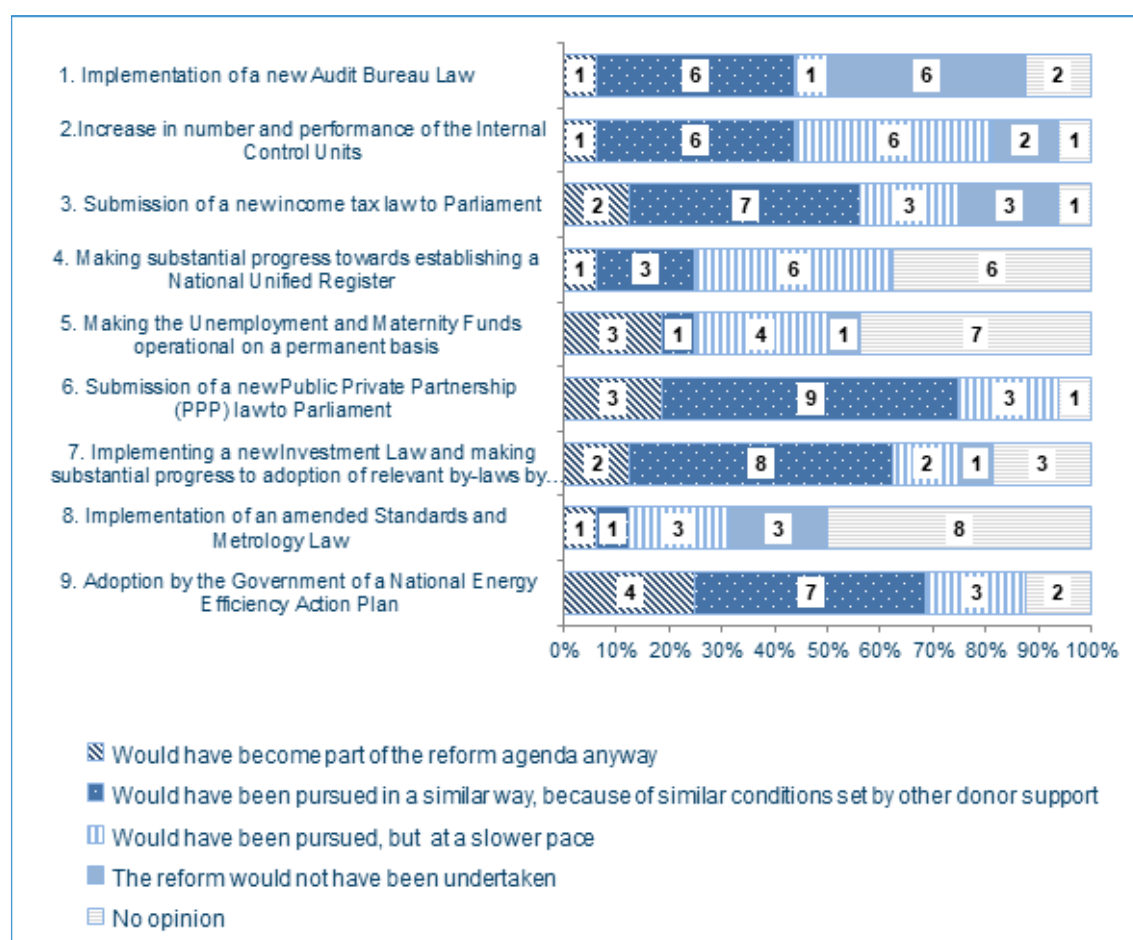 1. Implementation of a new Audit Bureau Law
1 6 1 6 2
2.Increase in number and performance of the Internal
Control Units
1 6 6 2 1
3. Submission of a new income tax law to Parliament
2 7 3 3 1
4. Making substantial progress towards establishing a
National Unified Register
1 3 6 6
5. Making the Unemployment and Maternity Funds
operational on a permanent basis
3 1 4 1 7
6. Submission of a new Public Private Partnership
(PPP) law to Parliament
3 9 3 1
7. Implementing a new Investment Law and making
substantial progress to adoption of relevant by-laws by...
2 8 2 1 3
8. Implementation of an amended Standards and
Metrology Law
1 1 3 3 8
9. Adoption by the Government of a National Energy
Efficiency Action Plan
4 7 3 2
0% 10% 20% 30% 40% 50% 60% 70% 80% 90% 100%
Would have become part of the reform agenda anyway
Would have been pursued in a similar way, because of similar conditions set by other donor support
Would have been pursued, but at a slower pace
The reform would not have been undertaken
No opinion